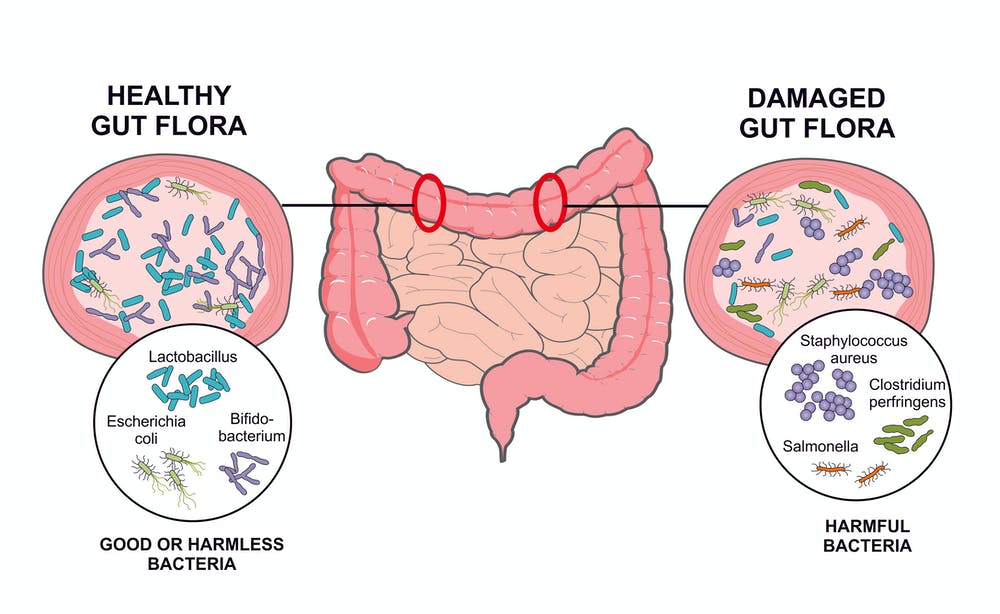 HEALTHY
GUT FLORA
Lactobacillus
Escherichia
coli
Bifido-
bacterium
GOOD OR HARMLESS
BACTERIA
DAMAGED
GUT FLORA
Staphylococcus
aureus
Clostridium
perfringens
Salmonella
HARMFUL
BACTERIA